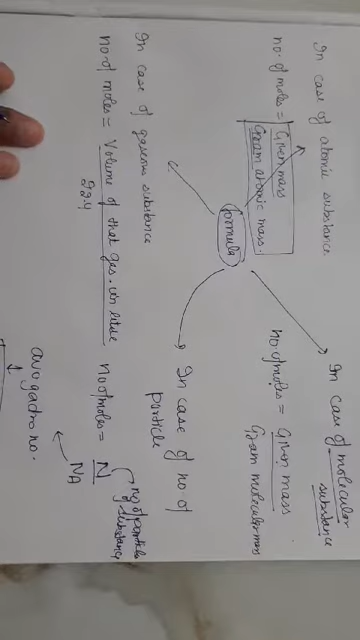 In case of atomic substance
no. of moles = Given mass
Gram atomic mass.
formula
In case of molecular
substance
no. of moles = Given mass
Gram molecular mass
In case of gaseous substance
no. of moles = Volume of that gas in litre
22.4
In case of no of
particle
no of moles = N
no of particle
of substance
NA
avogadro no.